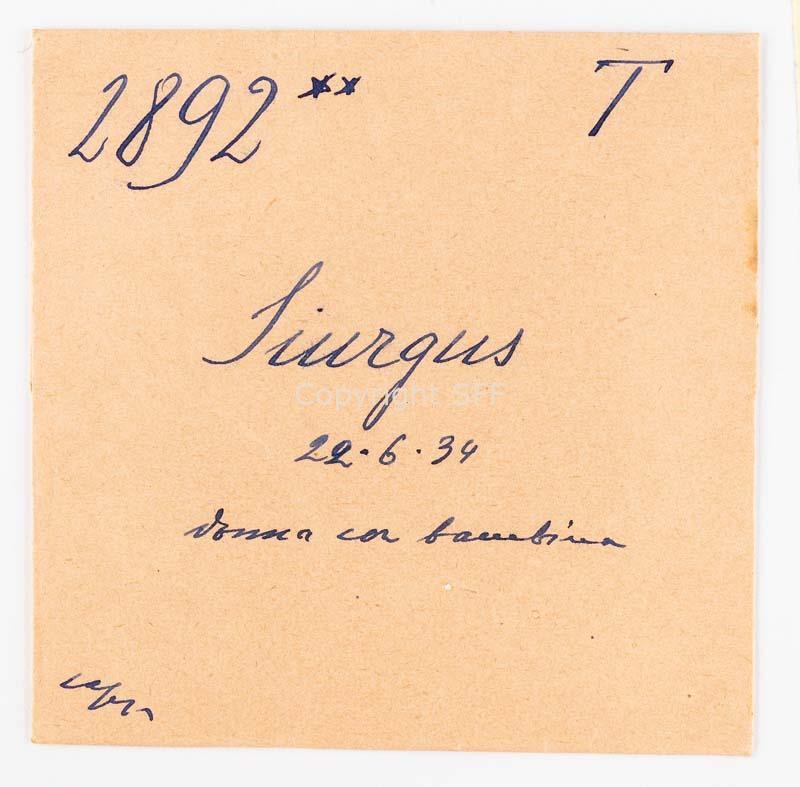 2892** T
Siurgus
Copyright SFF
22.6.34
donna con bambina